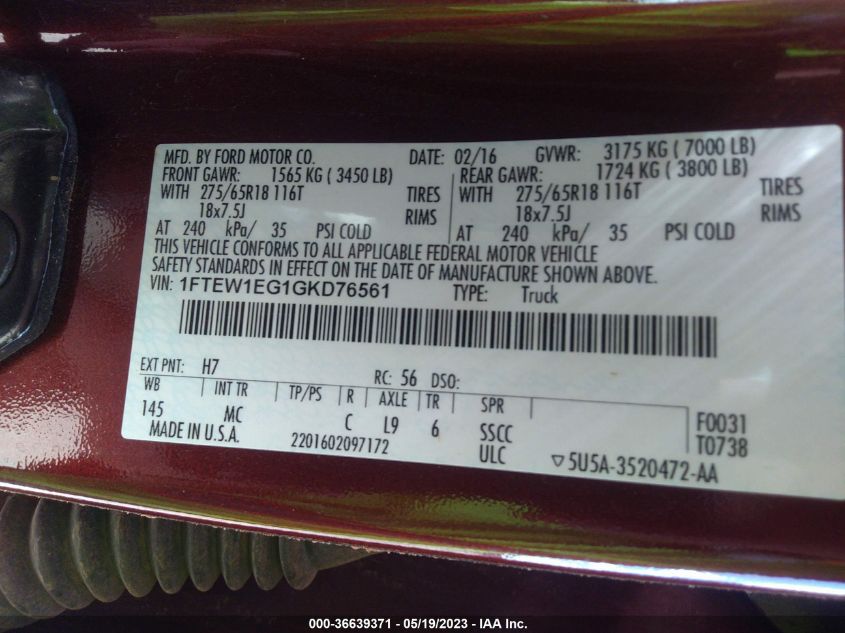 MFD. BY FORD MOTOR CO. DATE: 02/16 GVWR: 3175 KG ( 7000 LB)
FRONT GAWR: 1565 KG ( 3450 LB) REAR GAWR: 1724 KG ( 3800 LB)
WITH 275/65R18 116T TIRES WITH 275/65R18 116T TIRES
18x7.5J RIMS 18x7.5J RIMS
AT 240 kPa/ 35 PSI COLD AT 240 kPa/ 35 PSI COLD
THIS VEHICLE CONFORMS TO ALL APPLICABLE FEDERAL MOTOR VEHICLE
SAFETY STANDARDS IN EFFECT ON THE DATE OF MANUFACTURE SHOWN ABOVE.
VIN: 1FTEW1EG1GKD76561 TYPE: Truck
EXT PNT: H7 RC: 56 DSO:
WB INT TR TP/PS R AXLE TR SPR
145 MC C L9 6 SSCC F0031
MADE IN U.S.A. 2201602097172 ULC T0738
▽5U5A-3520472-AA
000-36639371 - 05/19/2023 - IAA Inc.